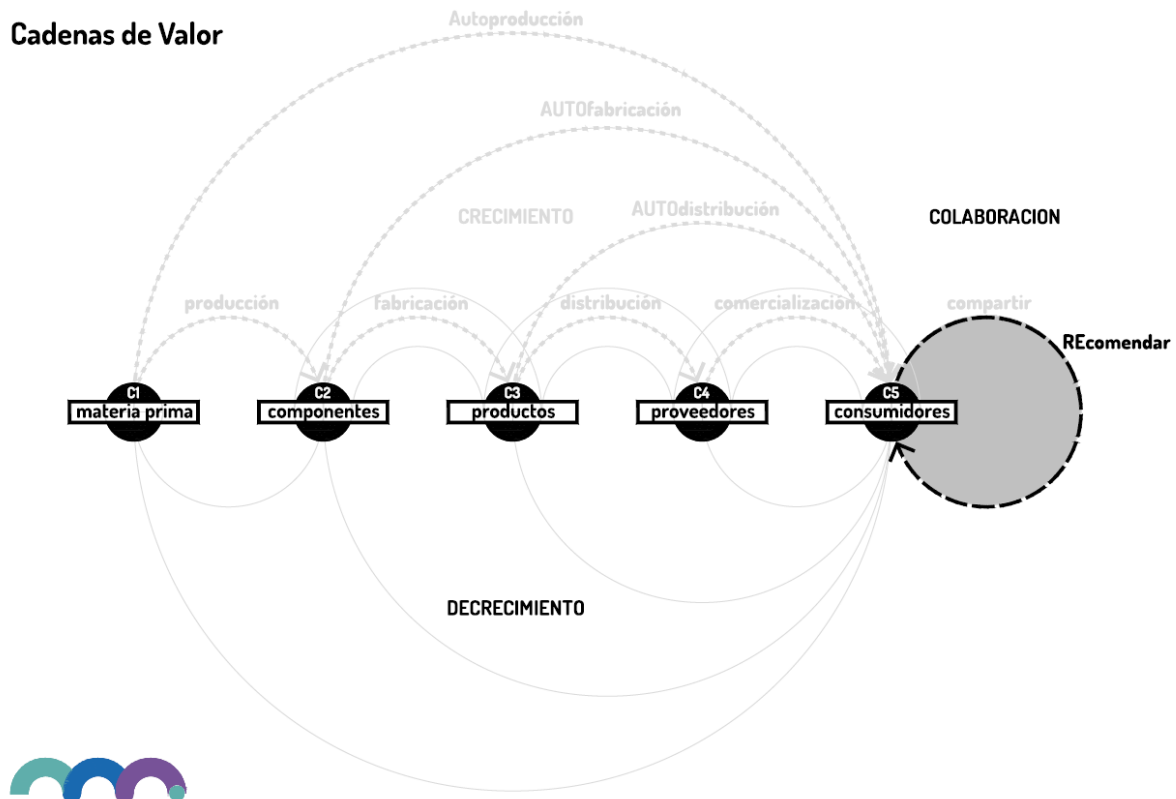 Autoproducción
Cadenas de Valor
AUTOfabricación
CRECIMIENTO
AUTOdistribución
COLABORACION
producción
fabricación
distribución
comercialización
compartir
REcomendar
C1
materia prima
C2
componentes
C3
productos
C4
proveedores
C5
consumidores
DECRECIMIENTO